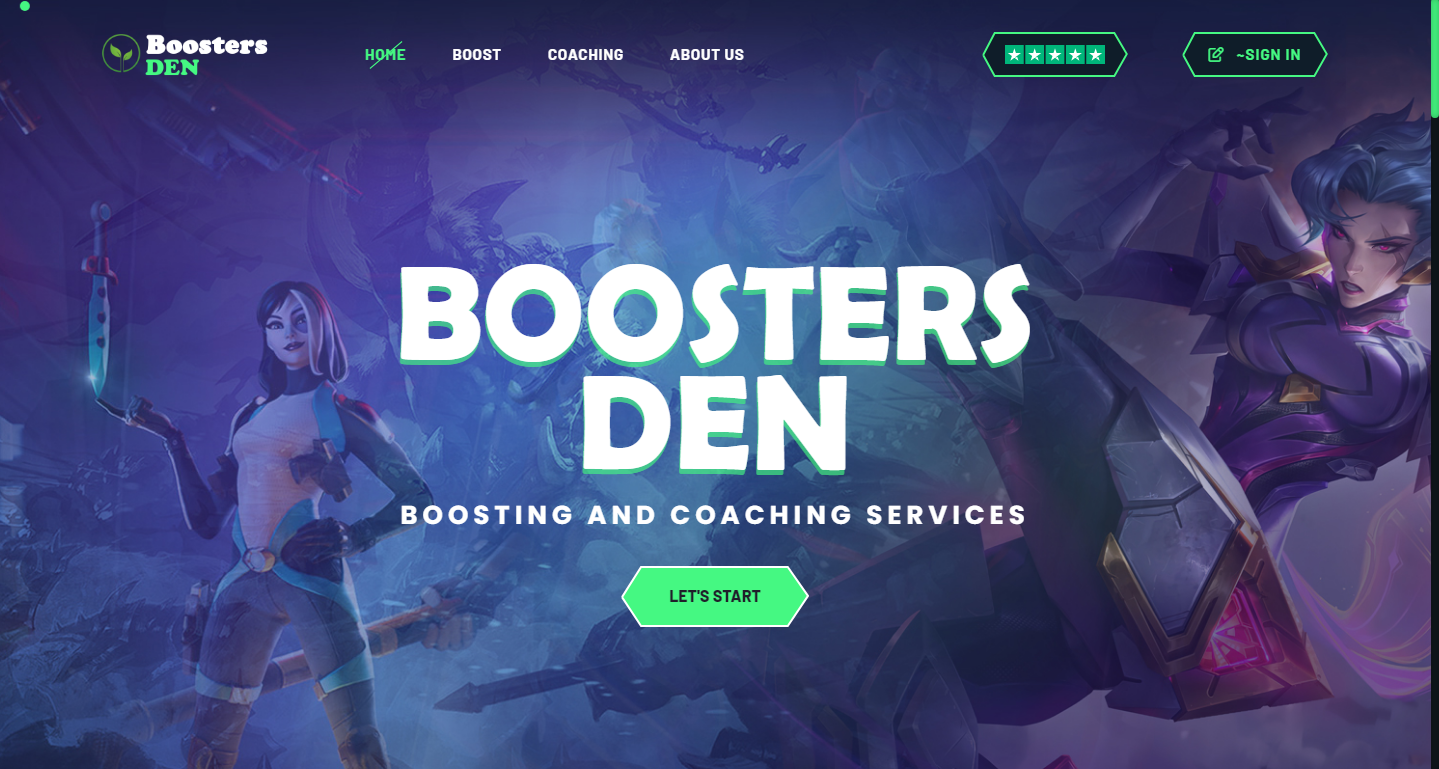 Boosters
DEN
HOME
BOOST
COACHING
ABOUT US
~SIGN IN
BOOSTERS
DEN
BOOSTING AND COACHING SERVICES
LET'S START